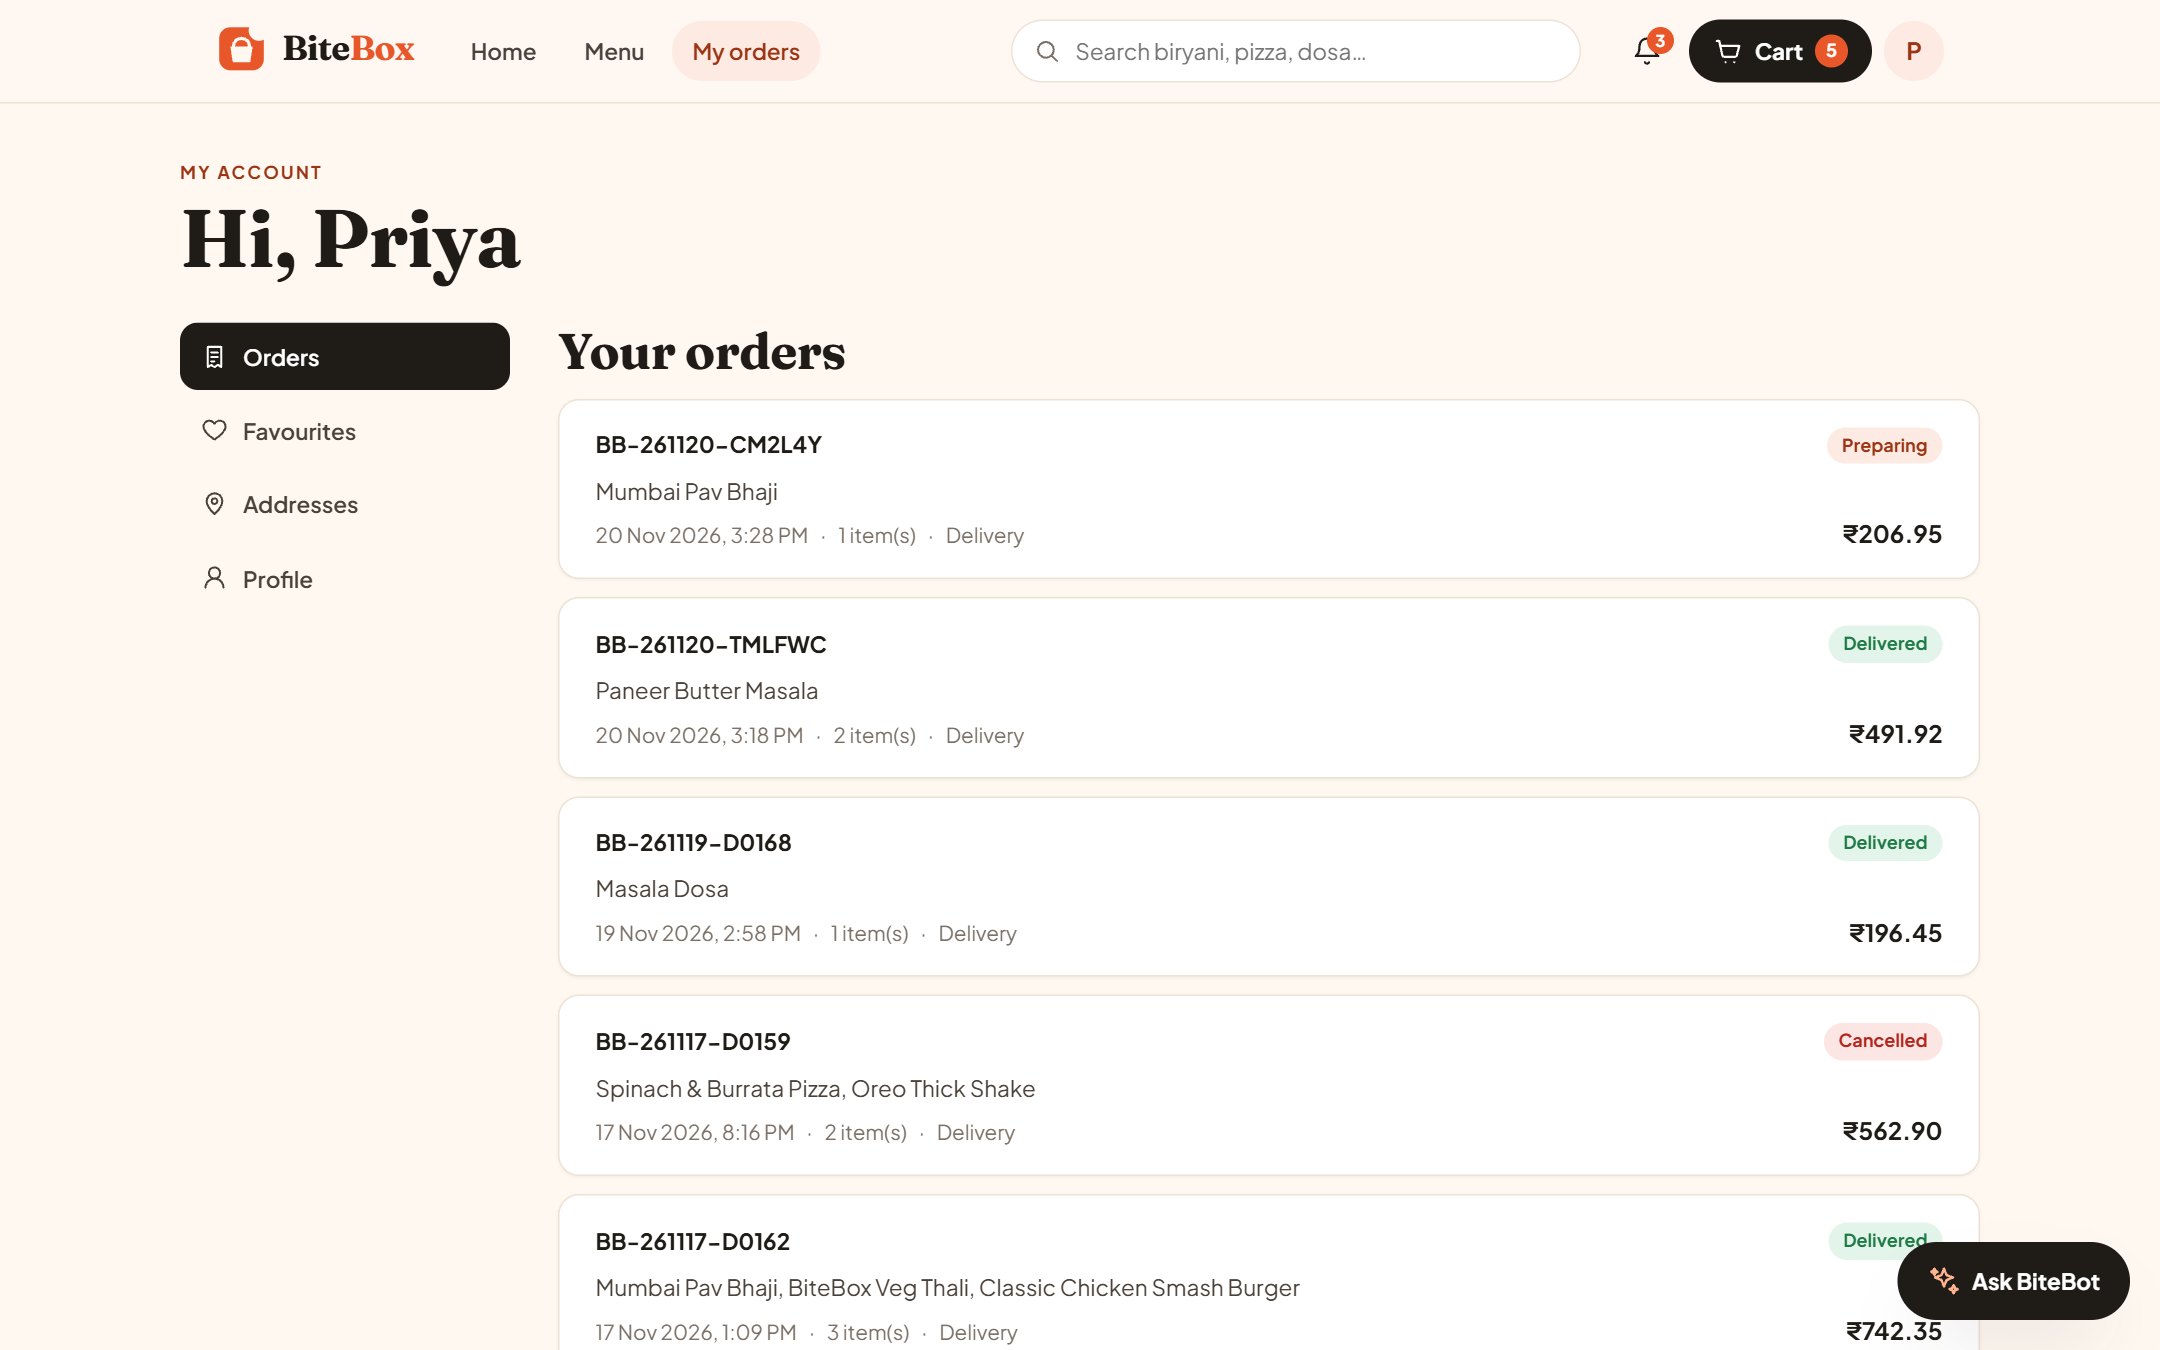 BiteBox Home Menu My orders Search biryani, pizza, dosa... 3 Cart 5 P
MY ACCOUNT
Hi, Priya
Orders
Favourites
Addresses
Profile
Your orders
BB-261120-CM2L4Y Preparing
Mumbai Pav Bhaji
20 Nov 2026, 3:28 PM · 1 item(s) · Delivery ₹206.95
BB-261120-TMLFWC Delivered
Paneer Butter Masala
20 Nov 2026, 3:18 PM · 2 item(s) · Delivery ₹491.92
BB-261119-D0168 Delivered
Masala Dosa
19 Nov 2026, 2:58 PM · 1 item(s) · Delivery ₹196.45
BB-261117-D0159 Cancelled
Spinach & Burrata Pizza, Oreo Thick Shake
17 Nov 2026, 8:16 PM · 2 item(s) · Delivery ₹562.90
BB-261117-D0162 Delivered
Mumbai Pav Bhaji, BiteBox Veg Thali, Classic Chicken Smash Burger
17 Nov 2026, 1:09 PM · 3 item(s) · Delivery ₹742.35
Ask BiteBot